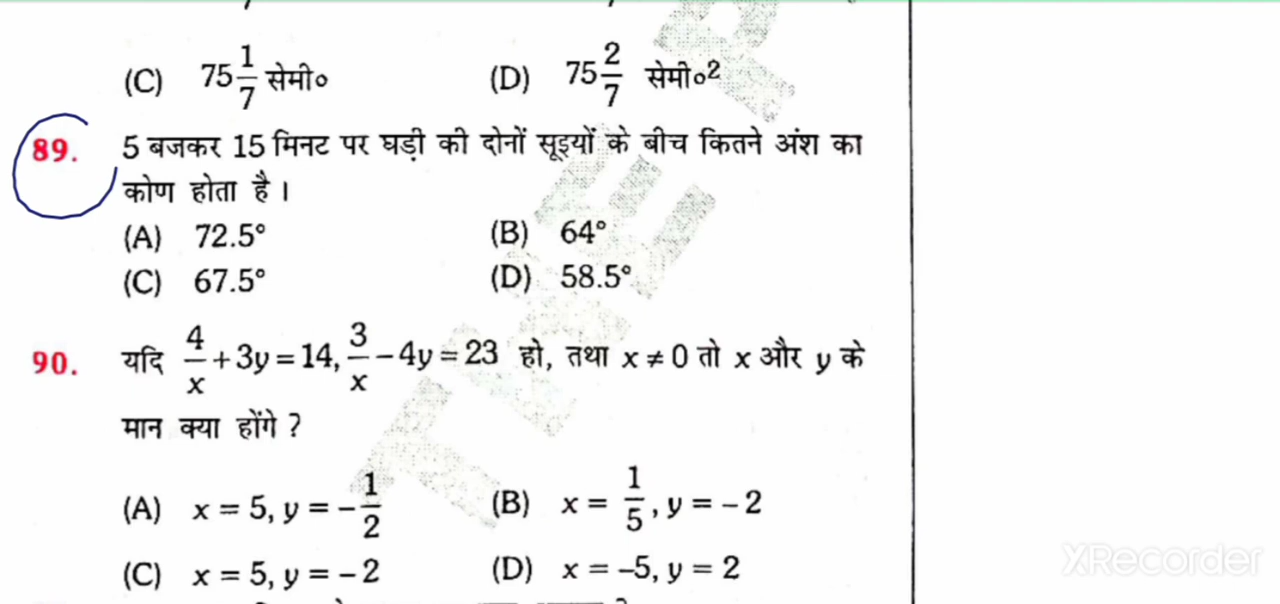 (C) 75 1/7 सेमी० (D) 75 2/7 सेमी०²
89. 5 बजकर 15 मिनट पर घड़ी की दोनों सूइयों के बीच कितने अंश का
कोण होता है ।
(A) 72.5° (B) 64°
(C) 67.5° (D) 58.5°
90. यदि 4/x + 3y = 14, 3/x − 4y = 23 हो, तथा x ≠ 0 तो x और y के
मान क्या होंगे ?
(A) x = 5, y = −1/2 (B) x = 1/5, y = −2
(C) x = 5, y = −2 (D) x = −5, y = 2
XRecorder